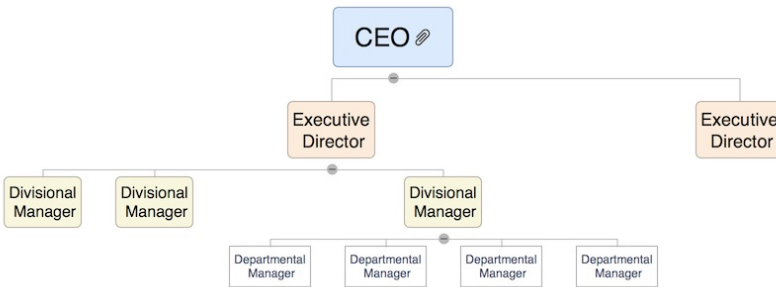 CEO
Executive
Director
Executive
Director
Divisional
Manager
Divisional
Manager
Divisional
Manager
Departmental
Manager
Departmental
Manager
Departmental
Manager
Departmental
Manager